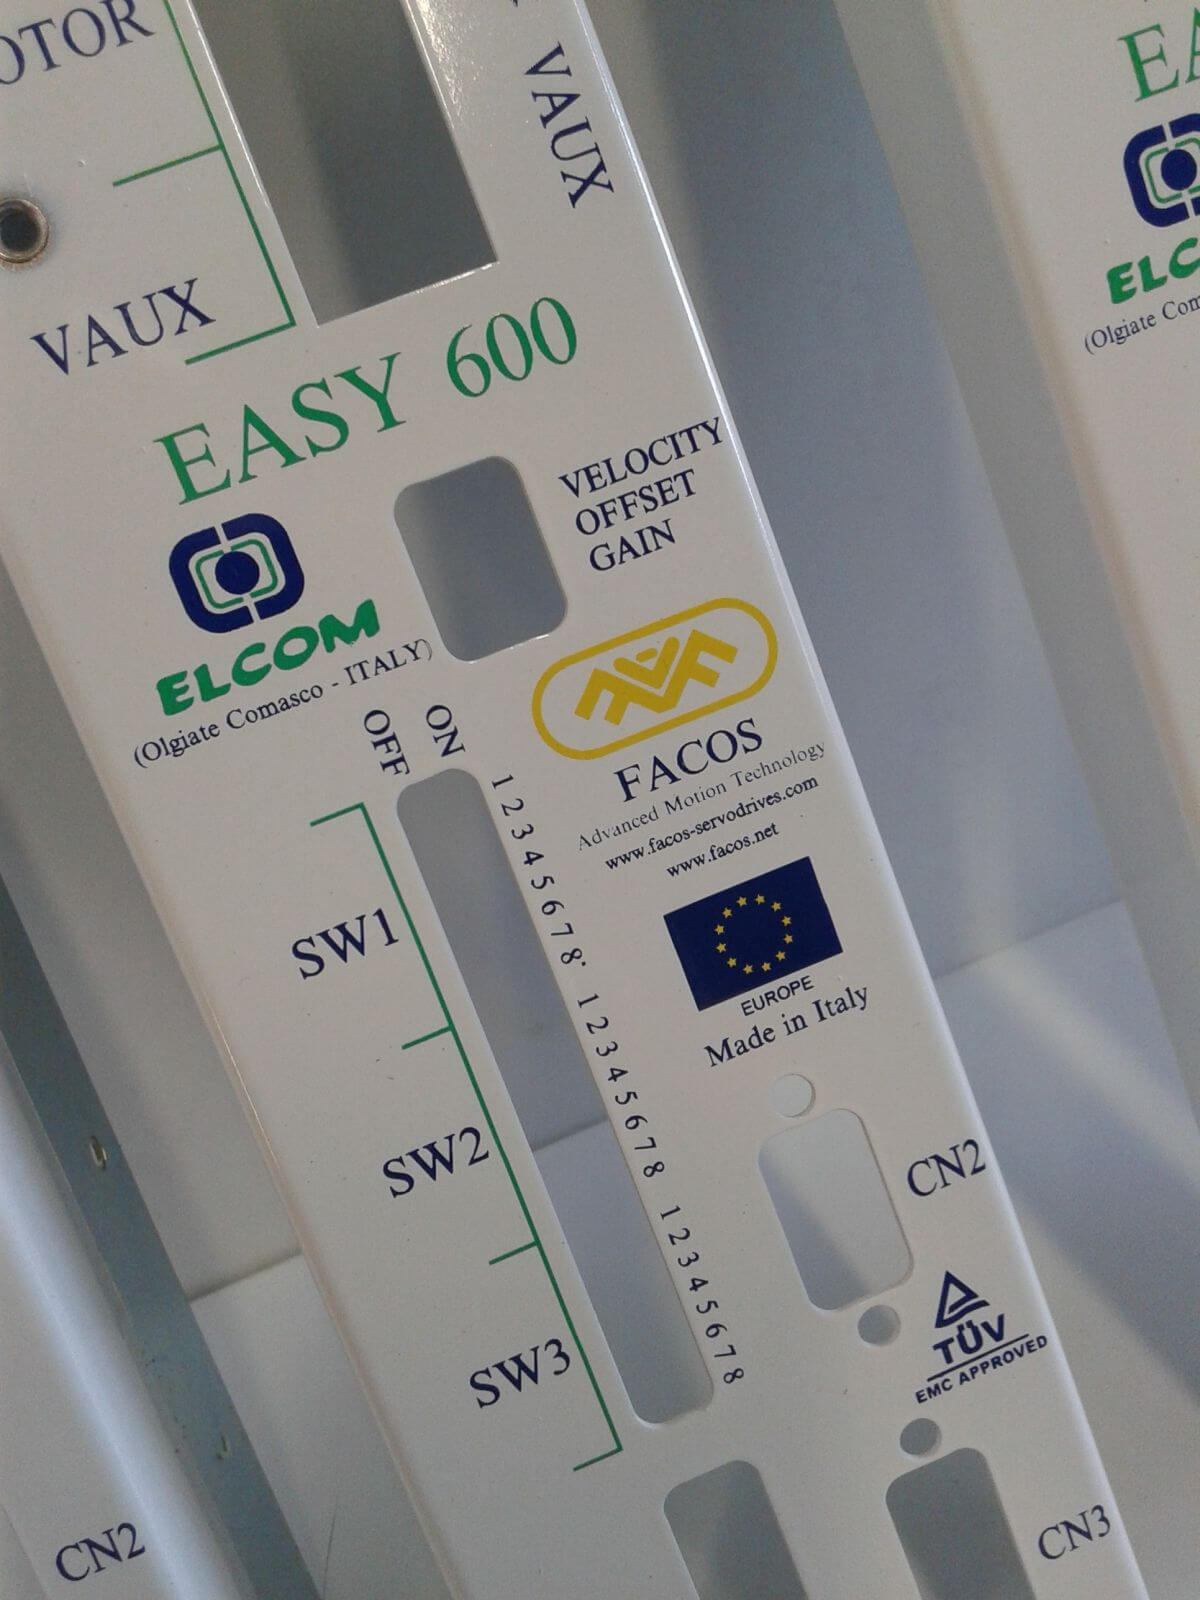 OTOR
VAUX
VAUX
EASY 600
VELOCITY
OFFSET
GAIN
ELCOM
(Olgiate Comasco - ITALY)
OFF
ON
FACOS
Advanced Motion Technology
www.facos-servodrives.com
www.facos.net
1 2 3 4 5 6 7 8
SW1
EUROPE
Made in Italy
1 2 3 4 5 6 7 8
SW2
CN2
1 2 3 4 5 6 7 8
SW3
TÜV
EMC APPROVED
CN3
CN2
EA
ELC
(Olgiate Com